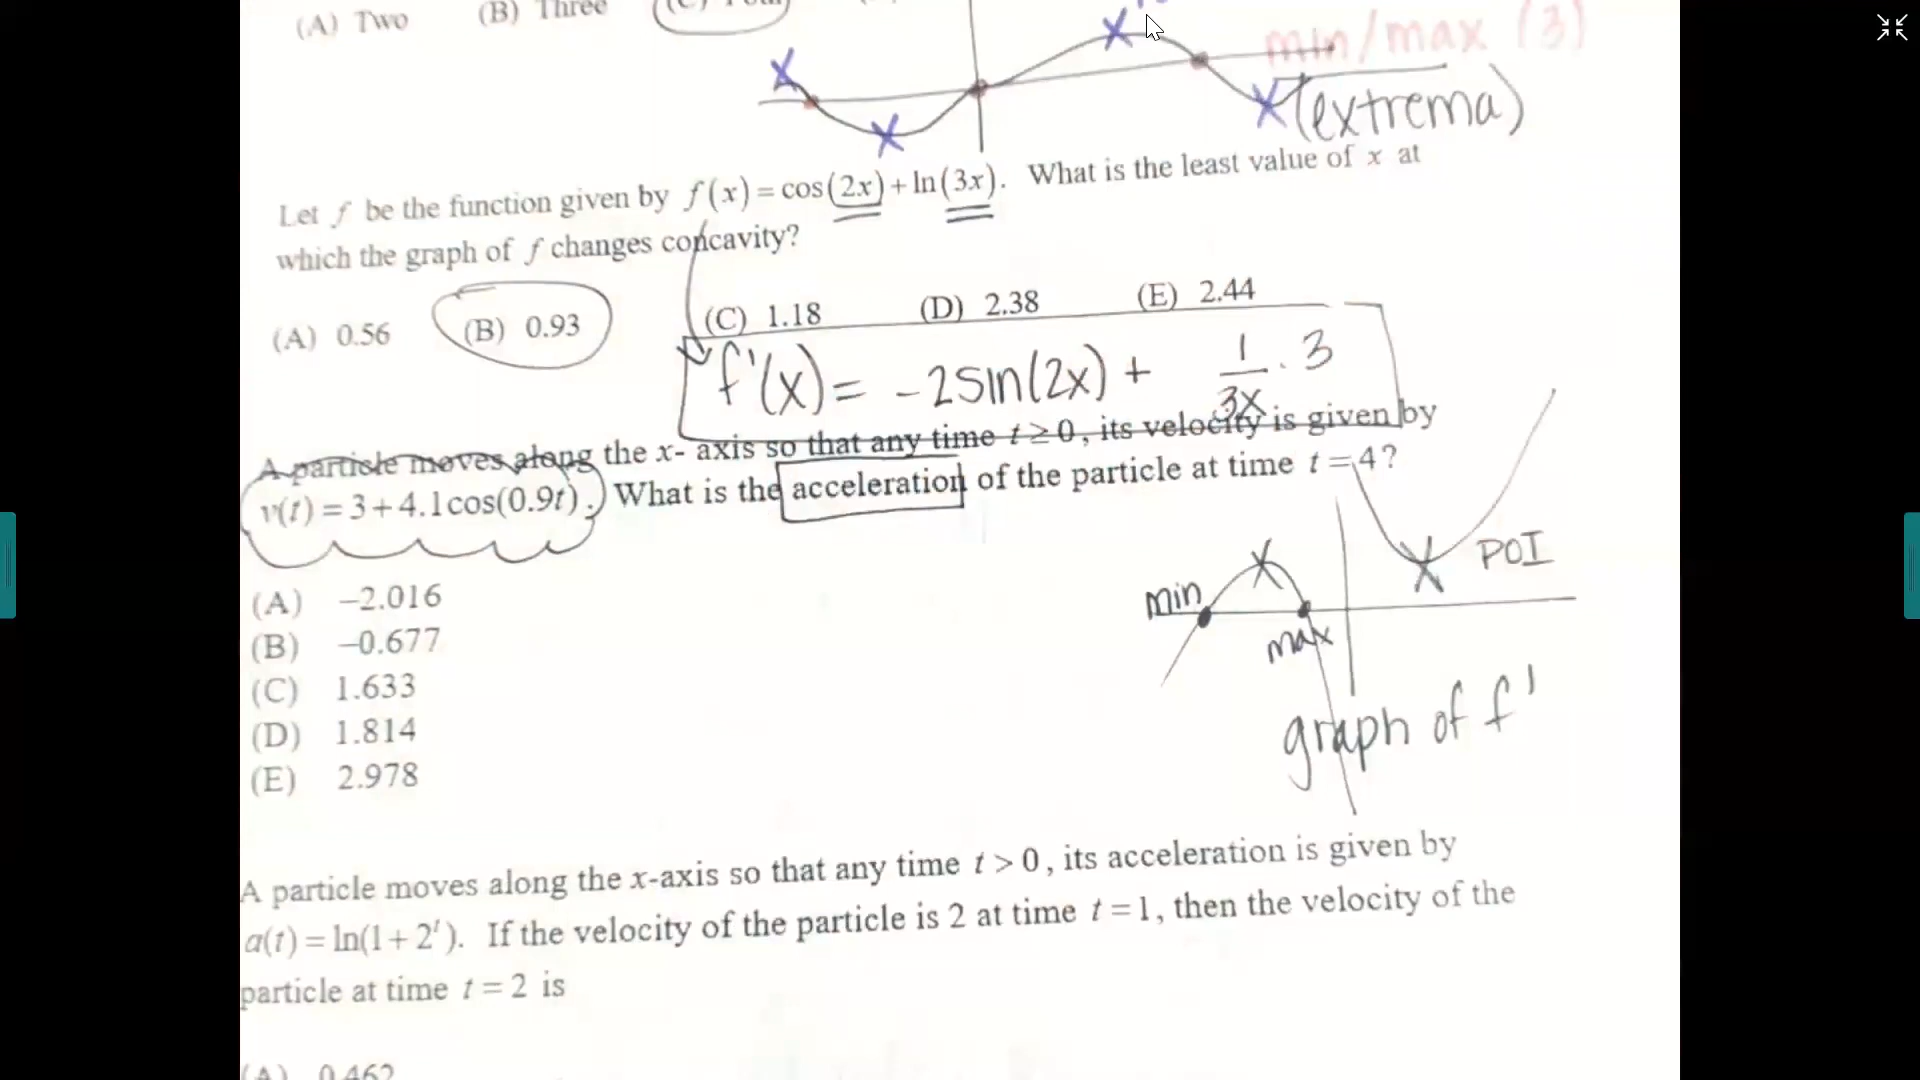 (A) Two (B) Three
min/max (3)
(extrema)
Let f be the function given by f(x) = cos(2x) + ln(3x). What is the least value of x at
which the graph of f changes concavity?
(A) 0.56 (B) 0.93 (C) 1.18 (D) 2.38 (E) 2.44
f'(x) = -2sin(2x) + 1/3x · 3
A particle moves along the x- axis so that any time t ≥ 0, its velocity is given by
v(t) = 3 + 4.1cos(0.9t). What is the acceleration of the particle at time t = 4?
POI
min
max
graph of f'
(A) −2.016
(B) −0.677
(C) 1.633
(D) 1.814
(E) 2.978
A particle moves along the x-axis so that any time t > 0, its acceleration is given by
a(t) = ln(1 + 2^t). If the velocity of the particle is 2 at time t = 1, then the velocity of the
particle at time t = 2 is
(A) 0.462